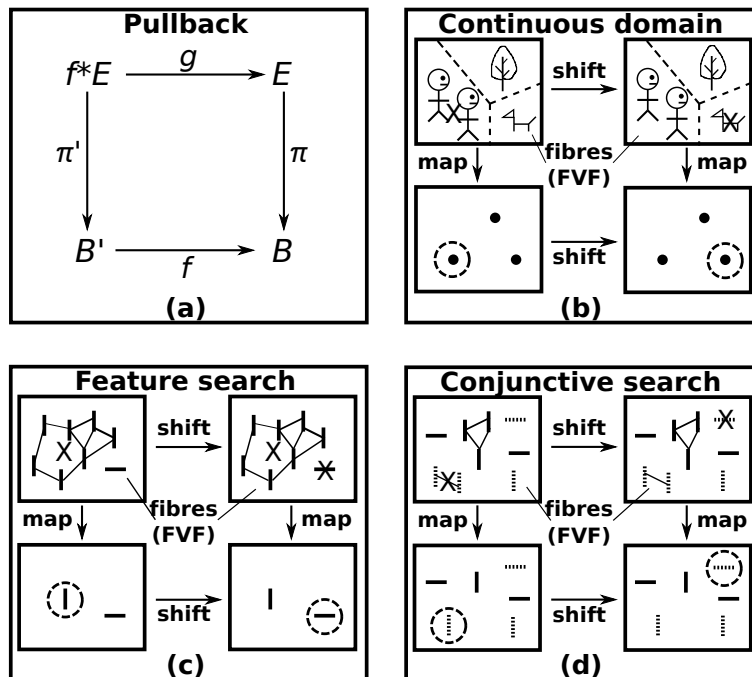 Pullback
f*E
g
E
π'
π
B'
f
B
(a)
Continuous domain
shift
map
fibres
(FVF)
map
shift
(b)
Feature search
X
shift
X
X
map
fibres
(FVF)
map
shift
(c)
Conjunctive search
shift
X
X
map
fibres
(FVF)
map
shift
(d)